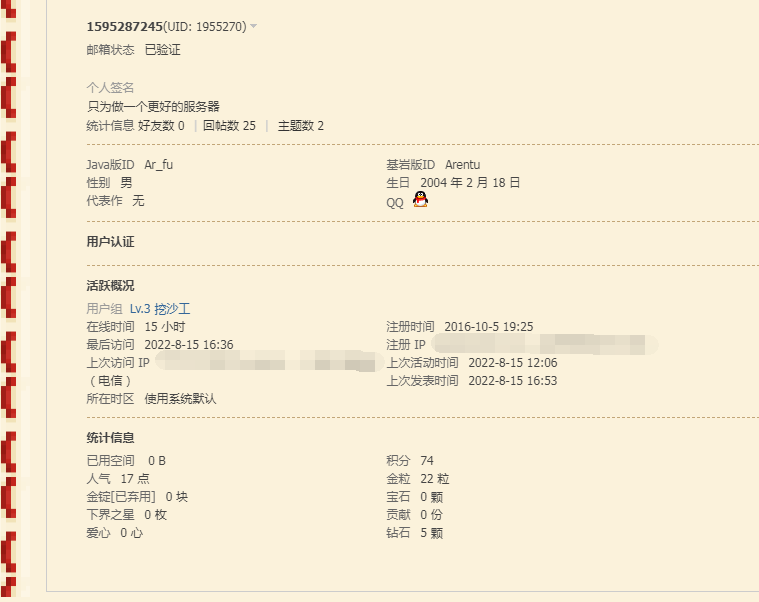 1595287245(UID: 1955270)
邮箱状态 已验证
个人签名
只为做一个更好的服务器
统计信息 好友数 0 | 回帖数 25 | 主题数 2
Java版ID Ar_fu 基岩版ID Arentu
性别 男 生日 2004 年 2 月 18 日
代表作 无 QQ
用户认证
活跃概况
用户组 Lv.3 挖沙工
在线时间 15 小时 注册时间 2016-10-5 19:25
最后访问 2022-8-15 16:36 注册 IP
上次访问 IP 上次活动时间 2022-8-15 12:06
（电信） 上次发表时间 2022-8-15 16:53
所在时区 使用系统默认
统计信息
已用空间 0 B 积分 74
人气 17 点 金粒 22 粒
金锭[已弃用] 0 块 宝石 0 颗
下界之星 0 枚 贡献 0 份
爱心 0 心 钻石 5 颗